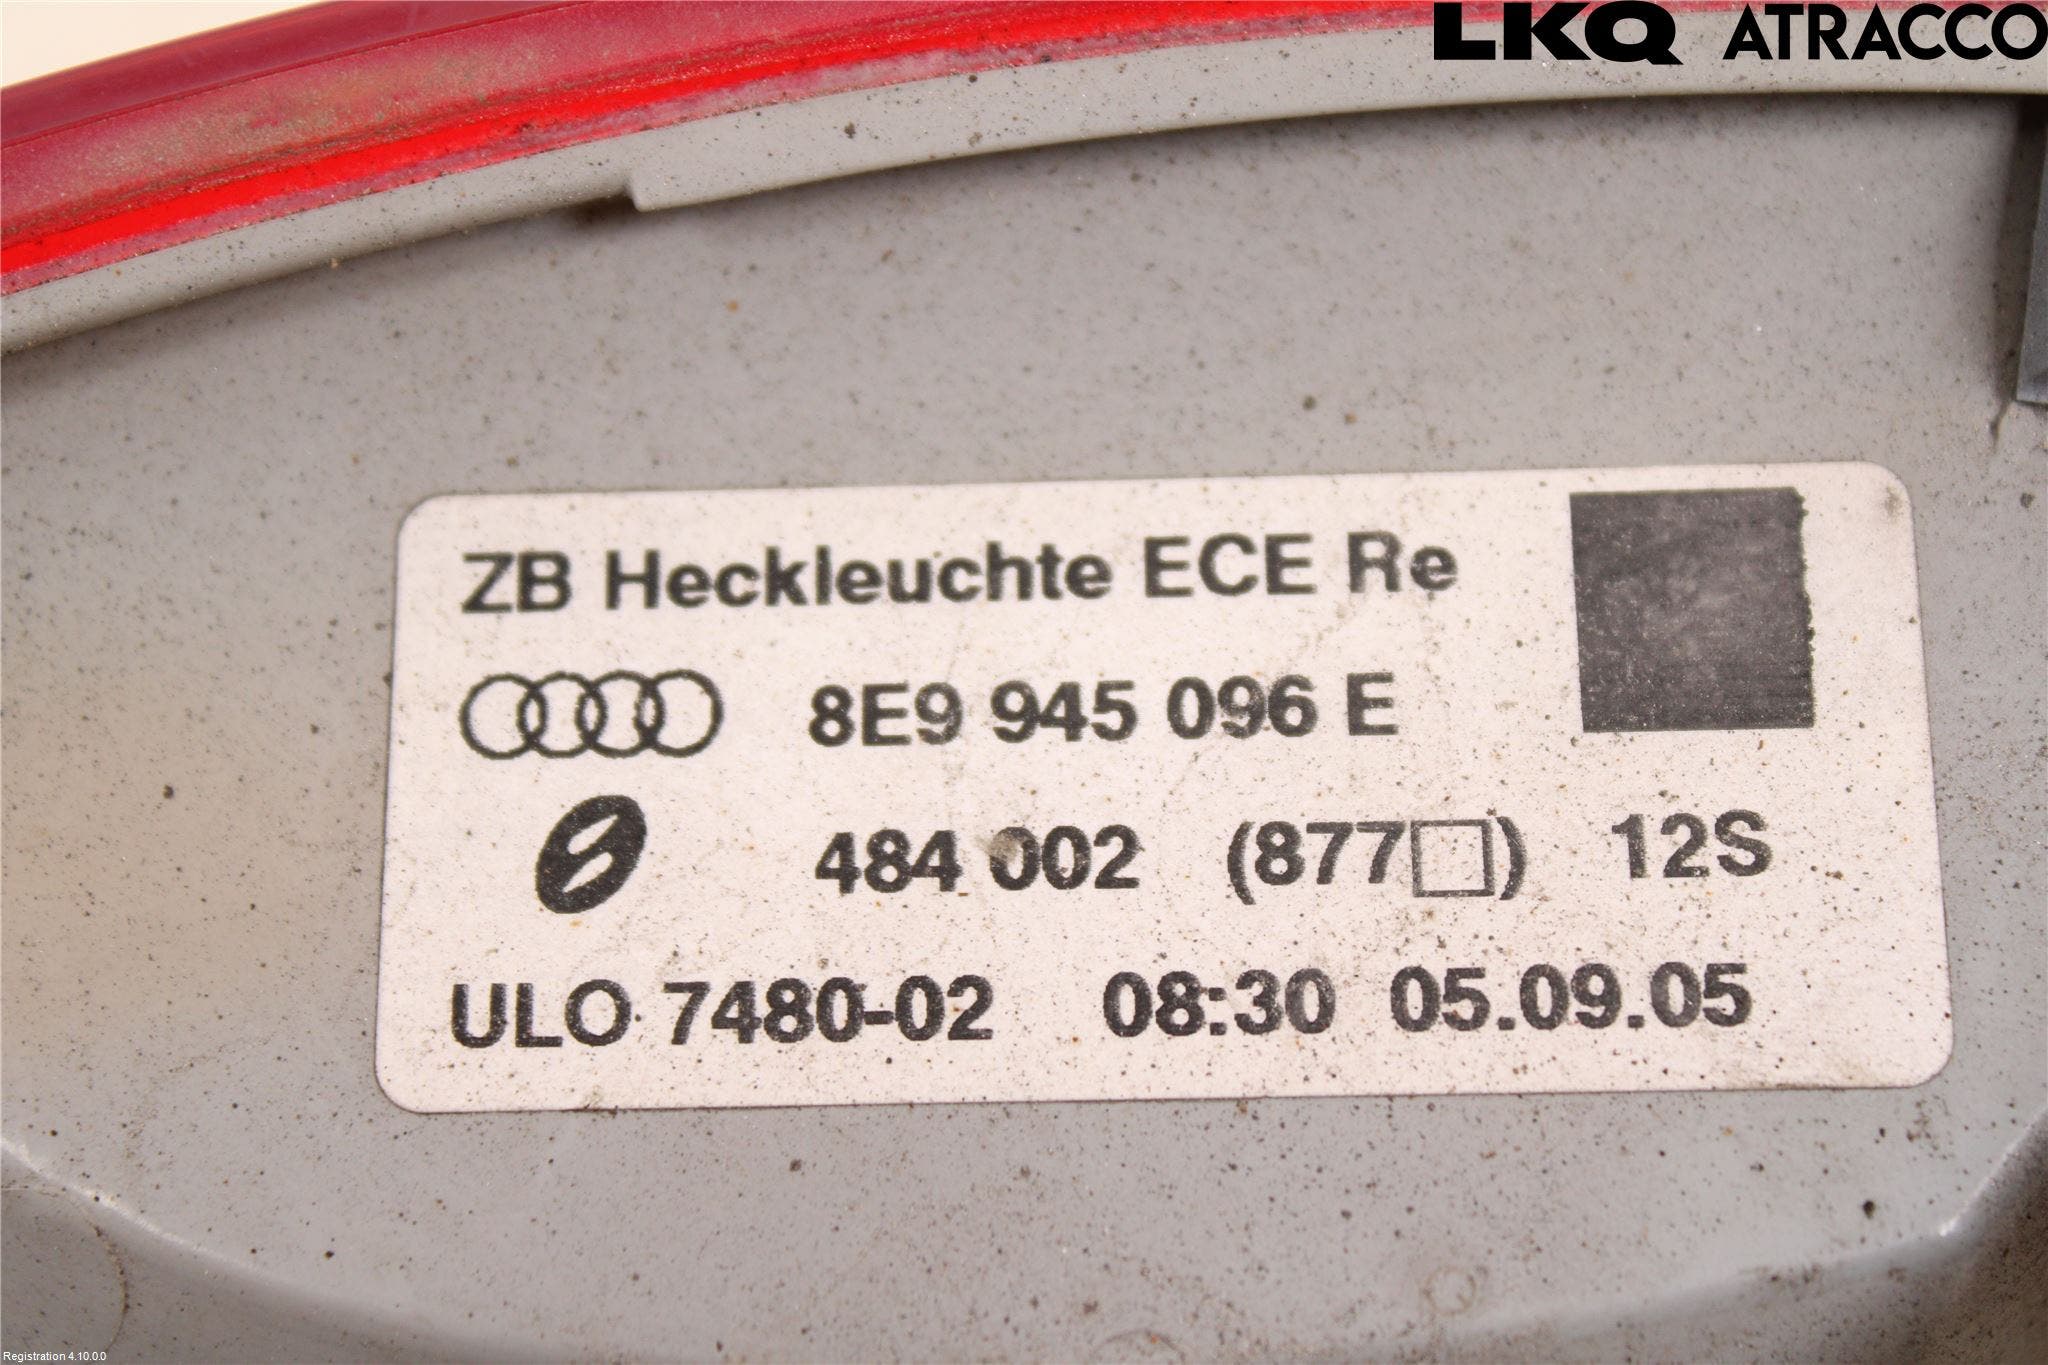 LKQ ATRACCO
ZB Heckleuchte ECE Re
8E9 945 096 E
484 002 (877□) 12S
ULO 7480-02 08:30 05.09.05
Registration 4.10.0.0